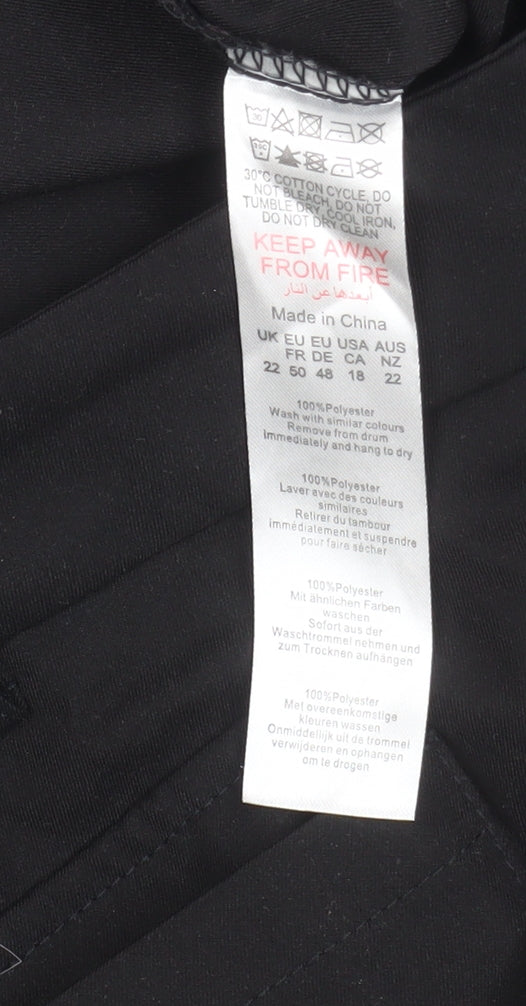 30°C COTTON CYCLE, DO
NOT BLEACH, DO NOT
TUMBLE DRY, COOL IRON,
DO NOT DRY CLEAN
KEEP AWAY
FROM FIRE
أبعدها عن النار
Made in China
UK EU EU USA AUS
FR DE CA NZ
22 50 48 18 22
100%Polyester
Wash with similar colours
Remove from drum
immediately and hang to dry
100%Polyester
Laver avec des couleurs
similaires
Retirer du tambour
immédiatement et suspendre
pour faire sécher
100%Polyester
Mit ähnlichen Farben
waschen
Sofort aus der
Waschtrommel nehmen und
zum Trocknen aufhängen
100%Polyester
Met overeenkomstige
kleuren wassen
Onmiddellijk uit de trommel
verwijderen en ophangen
om te drogen